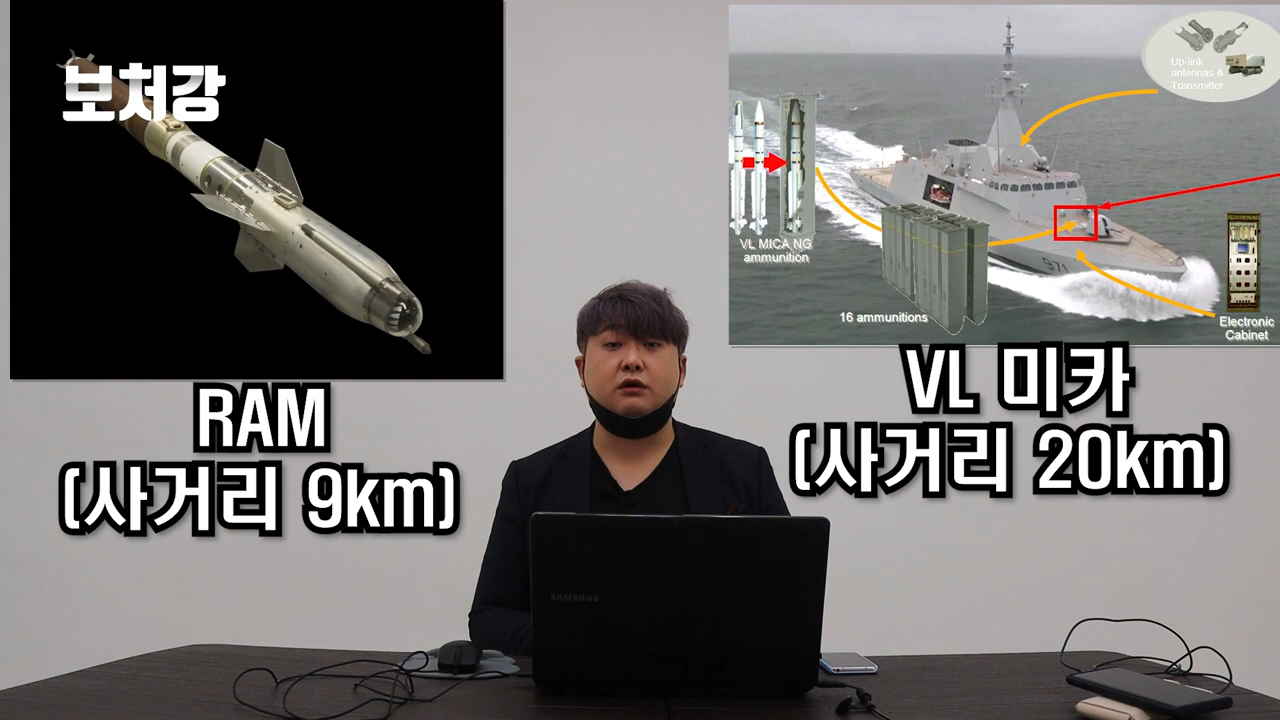 보처강
RAM
(사거리 9km)
Up-link
antennas &
Transmitter
VL MICA NG
ammunition
16 ammunitions
971
Electronic
Cabinet
VL 미카
(사거리 20km)
SAMSUNG